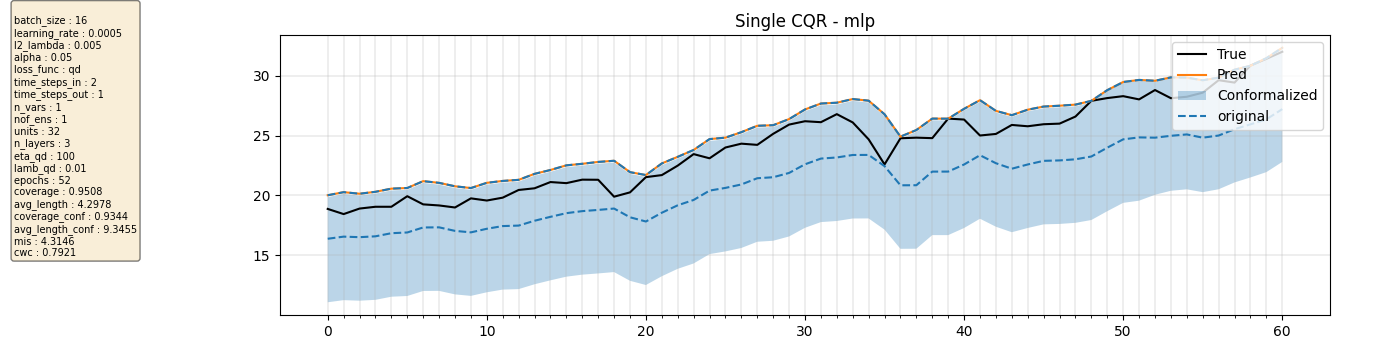 batch_size : 16
learning_rate : 0.0005
l2_lambda : 0.005
alpha : 0.05
loss_func : qd
time_steps_in : 2
time_steps_out : 1
n_vars : 1
nof_ens : 1
units : 32
n_layers : 3
eta_qd : 100
lamb_qd : 0.01
epochs : 52
coverage : 0.9508
avg_length : 4.2978
coverage_conf : 0.9344
avg_length_conf : 9.3455
mis : 4.3146
cwc : 0.7921
Single CQR - mlp
True
Pred
Conformalized
original
30
25
20
15
0 10 20 30 40 50 60